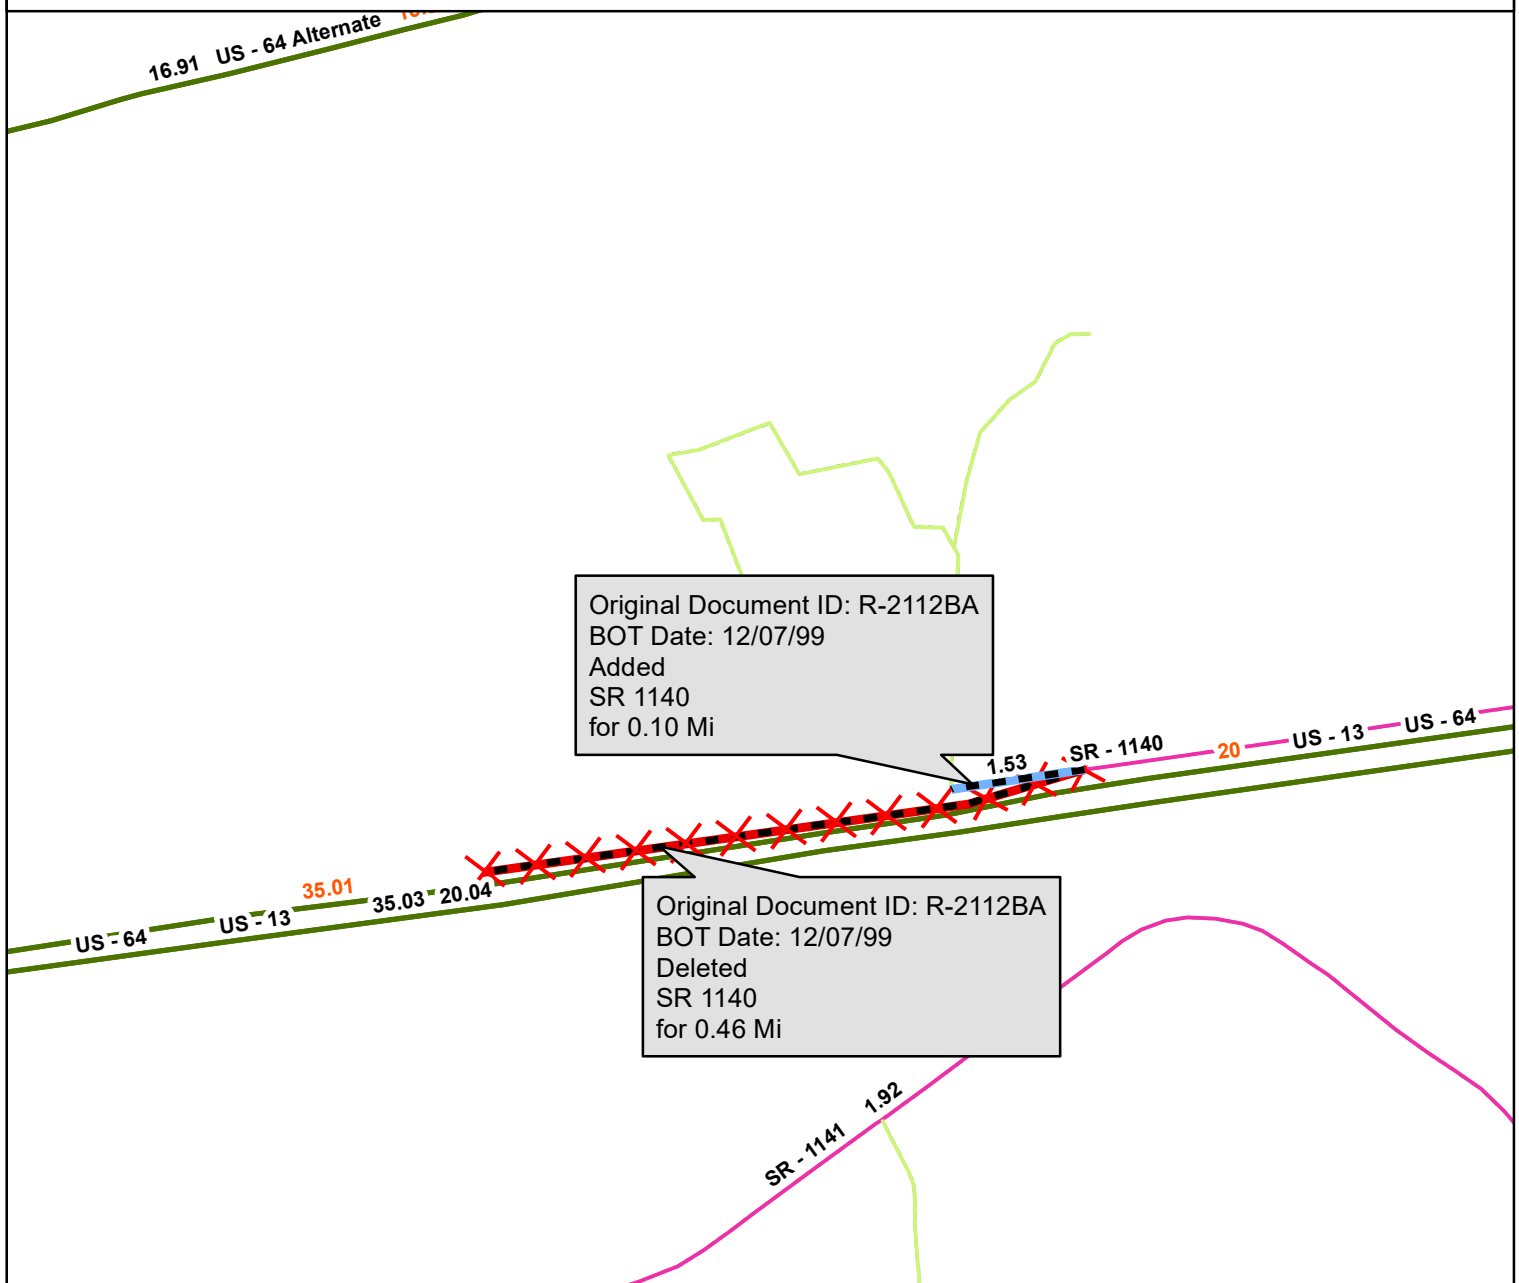 16.91 US - 64 Alternate
Original Document ID: R-2112BA
BOT Date: 12/07/99
Added
SR 1140
for 0.10 Mi
1.53 SR - 1140 20 US - 13 US - 64
US - 64 US - 13 35.01 35.03 20.04
Original Document ID: R-2112BA
BOT Date: 12/07/99
Deleted
SR 1140
for 0.46 Mi
SR - 1141 1.92